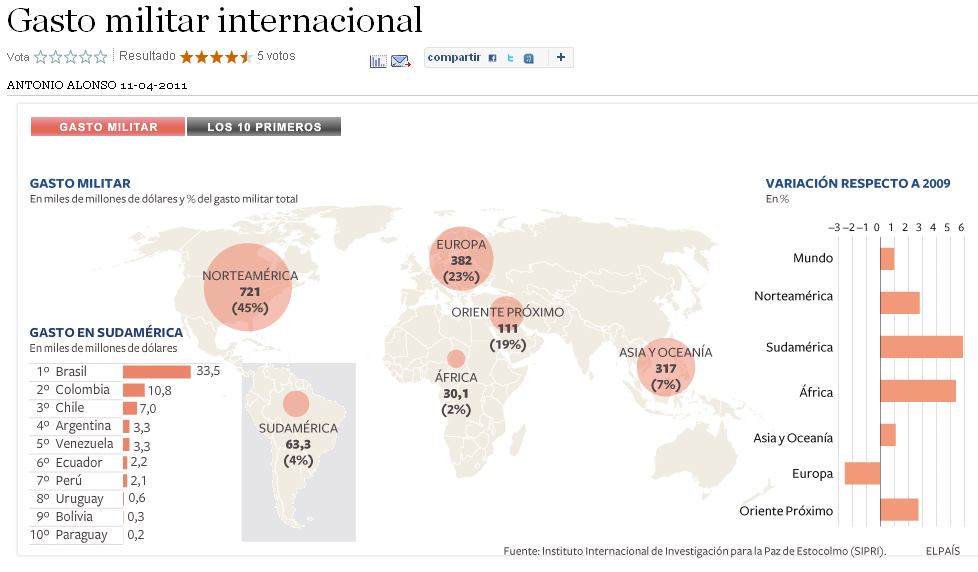 Gasto militar internacional
Vota Resultado 5 votos
compartir
ANTONIO ALONSO 11-04-2011
GASTO MILITAR LOS 10 PRIMEROS
GASTO MILITAR
En miles de millones de dólares y % del gasto militar total
NORTEAMÉRICA
721
(45%)
EUROPA
382
(23%)
ORIENTE PRÓXIMO
111
(19%)
ASIA Y OCEANÍA
317
(7%)
ÁFRICA
30,1
(2%)
SUDAMÉRICA
63,3
(4%)
GASTO EN SUDAMÉRICA
En miles de millones de dólares
1º Brasil 33,5
2º Colombia 10,8
3º Chile 7,0
4º Argentina 3,3
5º Venezuela 3,3
6º Ecuador 2,2
7º Perú 2,1
8º Uruguay 0,6
9º Bolivia 0,3
10º Paraguay 0,2
VARIACIÓN RESPECTO A 2009
En %
−3 −2 −1 0 1 2 3 4 5 6
Mundo
Norteamérica
Sudamérica
África
Asia y Oceanía
Europa
Oriente Próximo
Fuente: Instituto Internacional de Investigación para la Paz de Estocolmo (SIPRI). ELPAÍS